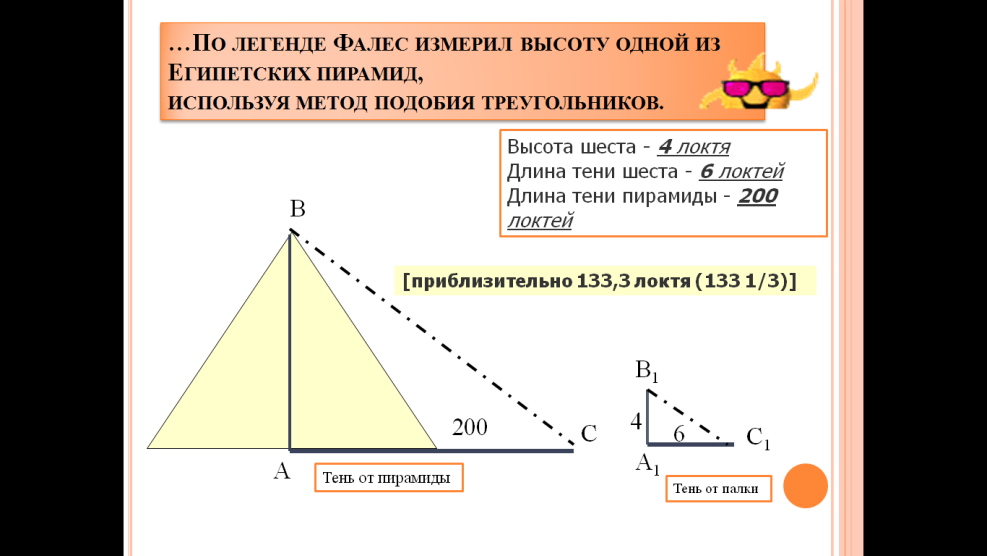 …По легенде Фалес измерил высоту одной из
Египетских пирамид,
используя метод подобия треугольников.
Высота шеста - 4 локтя
Длина тени шеста - 6 локтей
Длина тени пирамиды - 200
локтей
B
[приблизительно 133,3 локтя (133 1/3)]
B1
200
C
4
6
C1
A
Тень от пирамиды
A1
Тень от палки